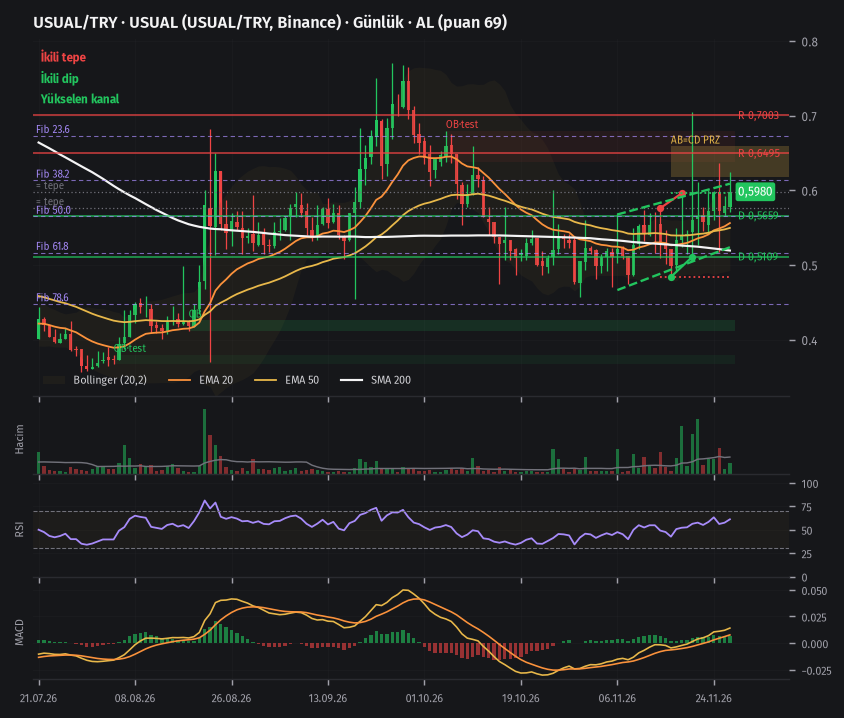 USUAL/TRY · USUAL (USUAL/TRY, Binance) · Günlük · AL (puan 69)
İkili tepe
İkili dip
Yükselen kanal
0.8
0.7
0.6
0.5
0.4
R 0,7003
R 0,6495
0,5980
D 0,5659
D 0,5109
Fib 23.6
Fib 38.2
= tepe
= tepe
Fib 50.0
Fib 61.8
Fib 78.6
OB test
AB=CD PRZ
OB test
Bollinger (20,2)
EMA 20
EMA 50
SMA 200
Hacim
RSI
100
75
50
25
0
MACD
0.050
0.025
0.000
−0.025
21.07.26
08.08.26
26.08.26
13.09.26
01.10.26
19.10.26
06.11.26
24.11.26